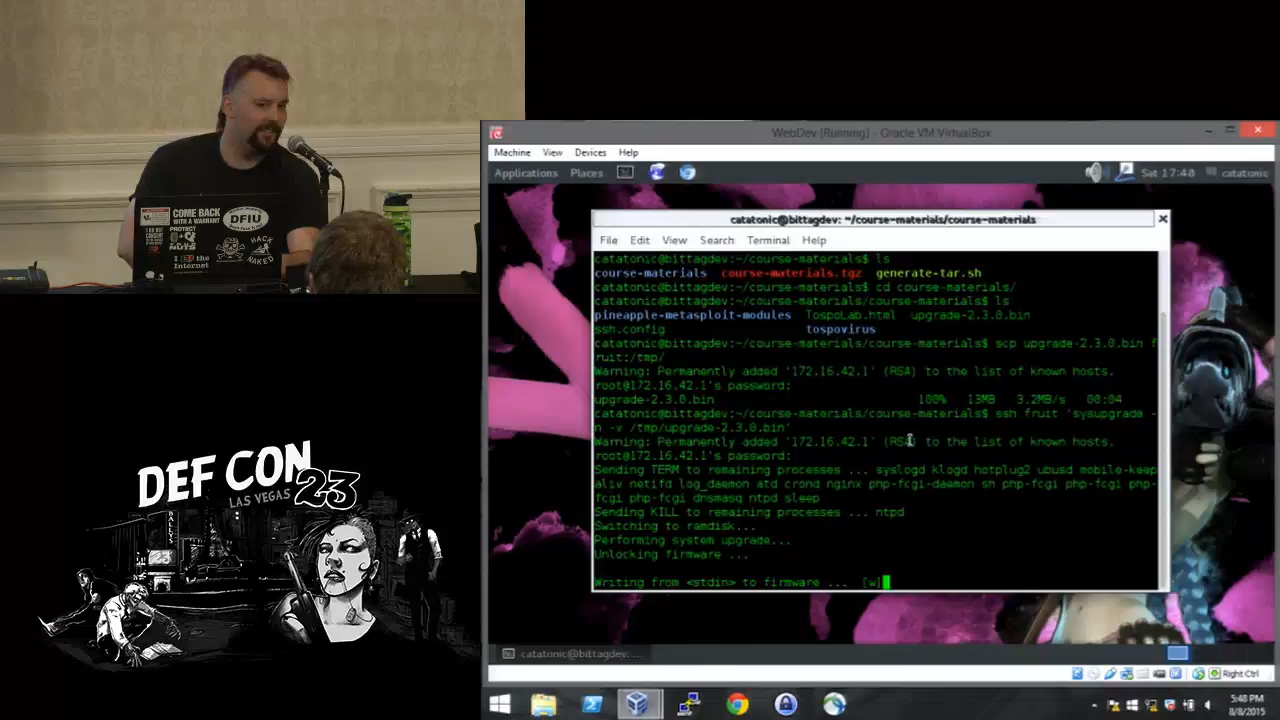 COME BACK
WITH A WARRANT
PROTECT
YOUR
NUTS
I DO NOT
CONSENT
DFIU
HACK
NAKED
the Internet
DEF CON
23
LAS VEGAS
BALLY'S
WebDev [Running] - Oracle VM VirtualBox
Machine View Devices Help
Applications Places Sat 17:48 catatonic
catatonic@bittagdev: ~/course-materials/course-materials
File Edit View Search Terminal Help
catatonic@bittagdev:~/course-materials$ ls
course-materials course-materials.tgz generate-tar.sh
catatonic@bittagdev:~/course-materials$ cd course-materials/
catatonic@bittagdev:~/course-materials/course-materials$ ls
pineapple-metasploit-modules TospoLab.html upgrade-2.3.0.bin
ssh.config tospovirus
catatonic@bittagdev:~/course-materials/course-materials$ scp upgrade-2.3.0.bin f
ruit:/tmp/
Warning: Permanently added '172.16.42.1' (RSA) to the list of known hosts.
root@172.16.42.1's password:
upgrade-2.3.0.bin 100% 13MB 3.2MB/s 00:04
catatonic@bittagdev:~/course-materials/course-materials$ ssh fruit 'sysupgrade -
n -v /tmp/upgrade-2.3.0.bin'
Warning: Permanently added '172.16.42.1' (RSA) to the list of known hosts.
root@172.16.42.1's password:
Sending TERM to remaining processes ... syslogd klogd hotplug2 ubusd mobile-keep
aliv netifd log_daemon atd crond nginx php-fcgi-daemon sh php-fcgi php-fcgi php-
fcgi php-fcgi dnsmasq ntpd sleep
Sending KILL to remaining processes ... ntpd
Switching to ramdisk...
Performing system upgrade...
Unlocking firmware ...
Writing from <stdin> to firmware ... [w]
catatonic@bittagdev: ...
Right Ctrl
5:48 PM
8/8/2015